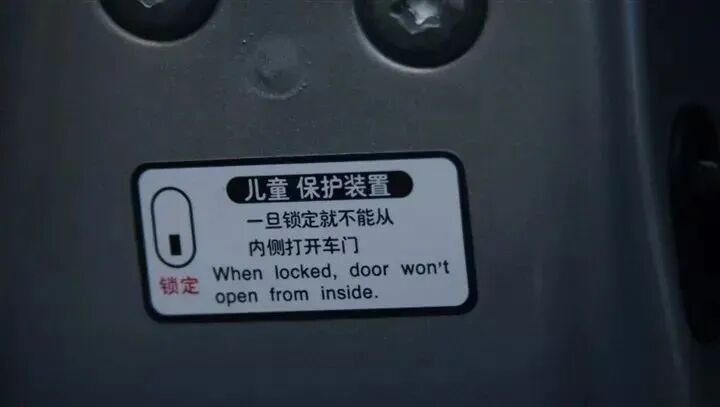 儿童 保护装置
一旦锁定就不能从
内侧打开车门
When locked, door won't
open from inside.
锁定